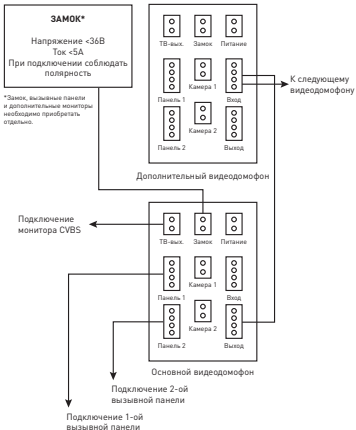 ЗАМОК*
Напряжение <36В
Ток <5А
При подключении соблюдать
полярность
*Замок, вызывные панели
и дополнительные мониторы
необходимо приобретать
отдельно.
ТВ-вых. Замок Питание
Панель 1 Камера 1 Вход
Камера 2
Панель 2 Выход
К следующему
видеодомофону
Дополнительный видеодомофон
Подключение
монитора CVBS
ТВ-вых. Замок Питание
Панель 1 Камера 1 Вход
Камера 2
Панель 2 Выход
Основной видеодомофон
Подключение 2-ой
вызывной панели
Подключение 1-ой
вызывной панели